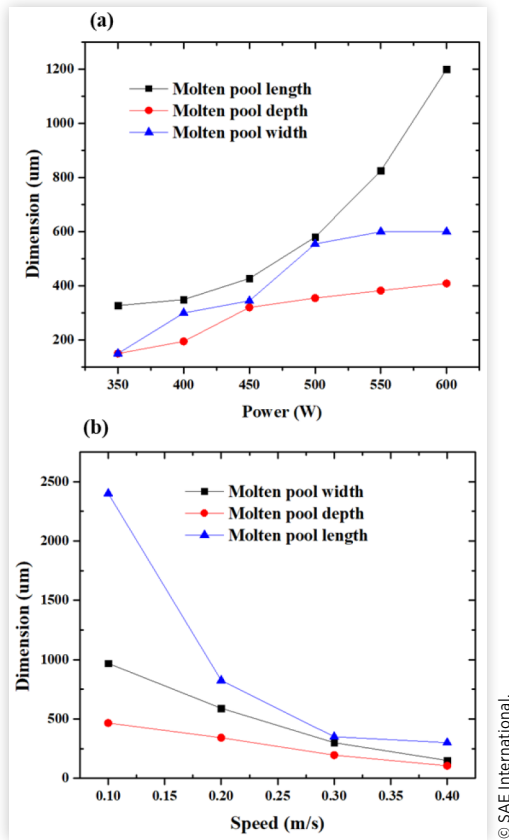 (a)
Molten pool length
Molten pool depth
Molten pool width
Dimension (um)
1200
1000
800
600
400
200
350 400 450 500 550 600
Power (W)
(b)
Molten pool width
Molten pool depth
Molten pool length
Dimension (um)
2500
2000
1500
1000
500
0
0.10 0.15 0.20 0.25 0.30 0.35 0.40
Speed (m/s)
© SAE International.